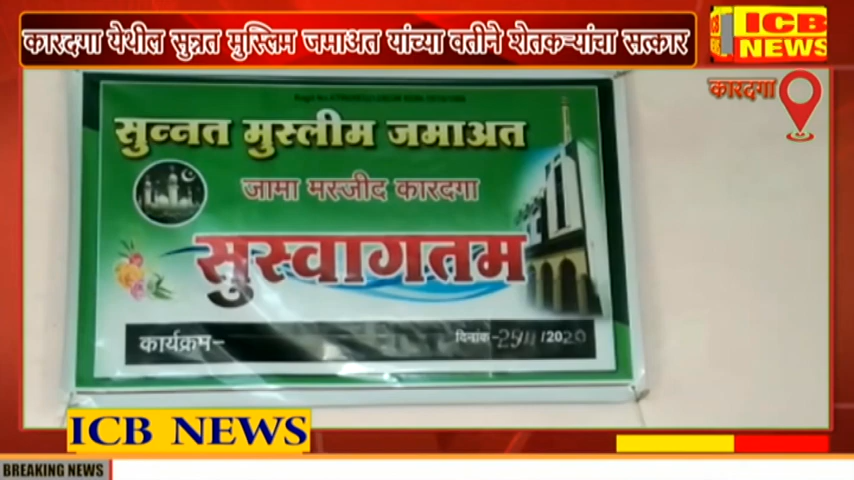 कारदगा येथील सुन्नत मुस्लिम जमाअत यांच्या वतीने शेतकऱ्यांचा सत्कार
ICB
NEWS
कारदगा
सुन्नत मुस्लीम जमाअत
जामा मस्जीद कारदगा
सुस्वागतम
कार्यक्रम-
दिनांक-29/11/2020
ICB NEWS
BREAKING NEWS